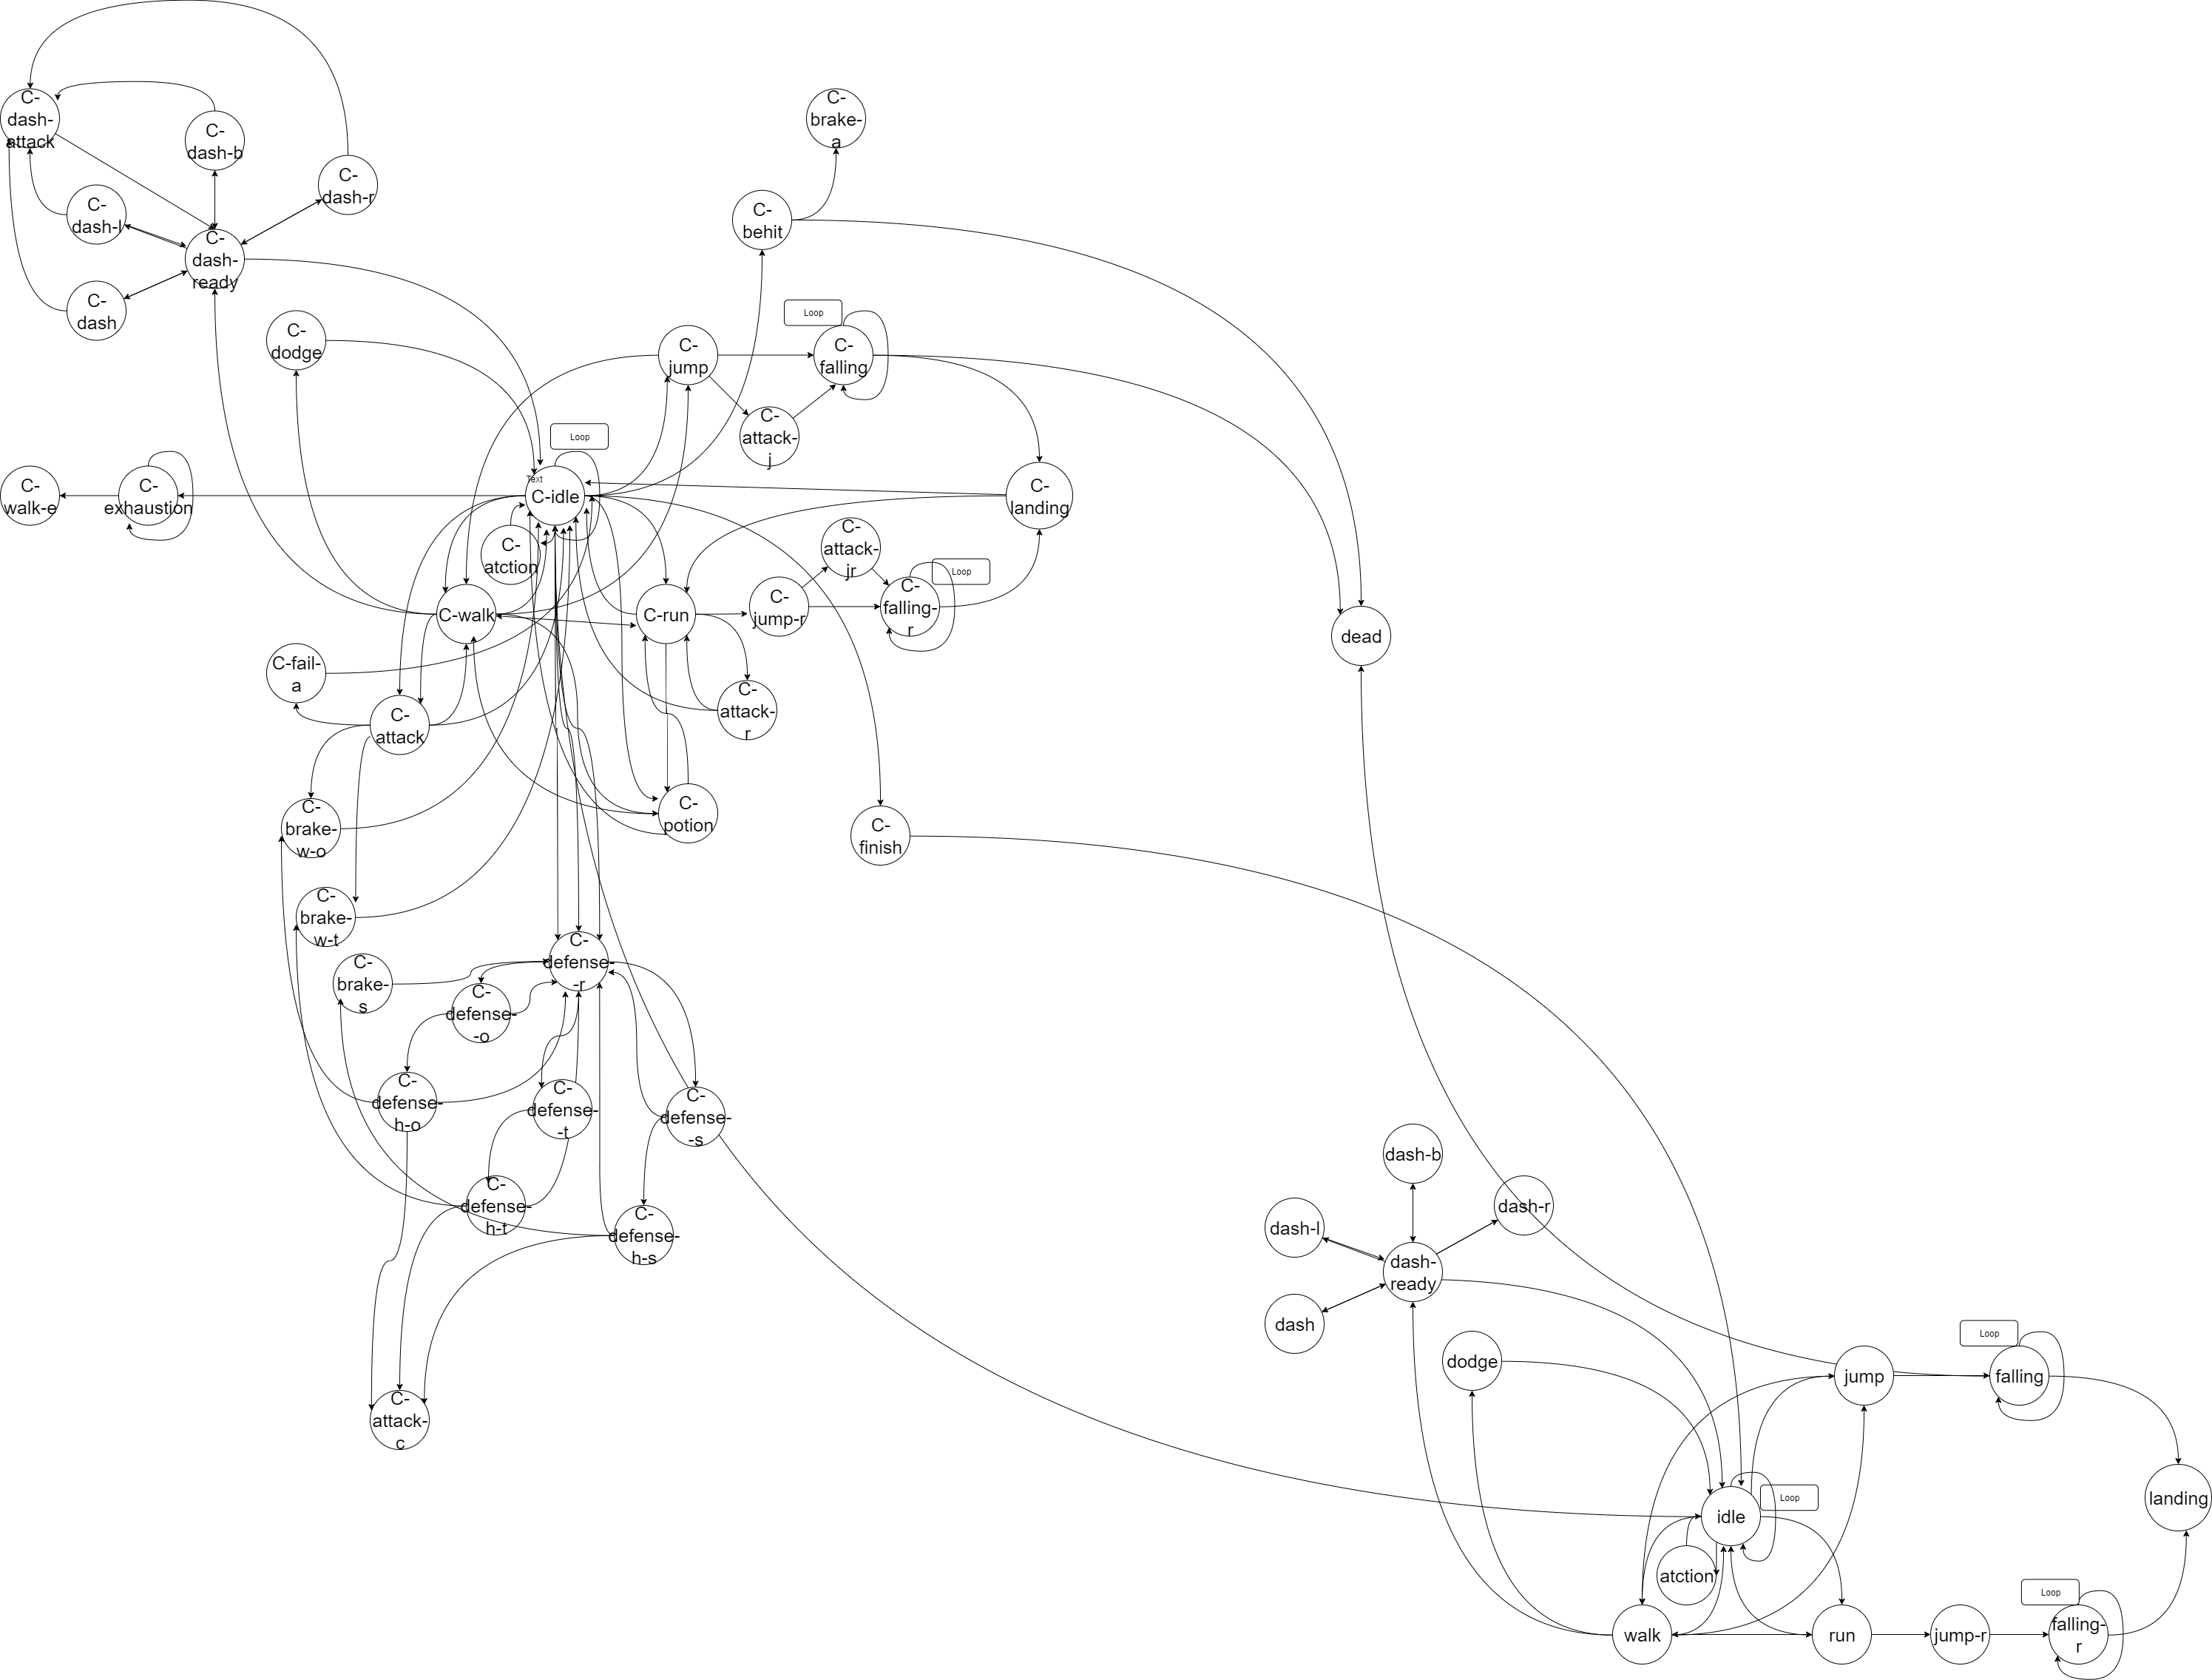 C-
dash-
attack
C-
dash-b
C-
dash-r
C-
dash-l
C-
dash-
ready
C-
dash
C-
brake-
a
C-
behit
C-
dodge
Loop
C-
jump
C-
falling
C-
attack-
j
Loop
C-
walk-e
C-
exhaustion
Text
C-idle
C-
landing
C-
atction
C-
attack-
jr
Loop
C-walk
C-run
C-
jump-r
C-
falling-
r
dead
C-fail-
a
C-
attack
C-
attack-
r
C-
potion
C-
finish
C-
brake-
w-o
C-
brake-
w-t
C-
brake-
s
C-
defense-
-r
C-
defense-
-o
C-
defense-
h-o
C-
defense-
-t
C-
defense-
-s
C-
defense-
h-t
C-
defense-
h-s
C-
attack-
c
dash-b
dash-r
dash-l
dash-
ready
dash
dodge
Loop
jump
falling
Loop
idle
landing
atction
Loop
walk
run
jump-r
falling-
r